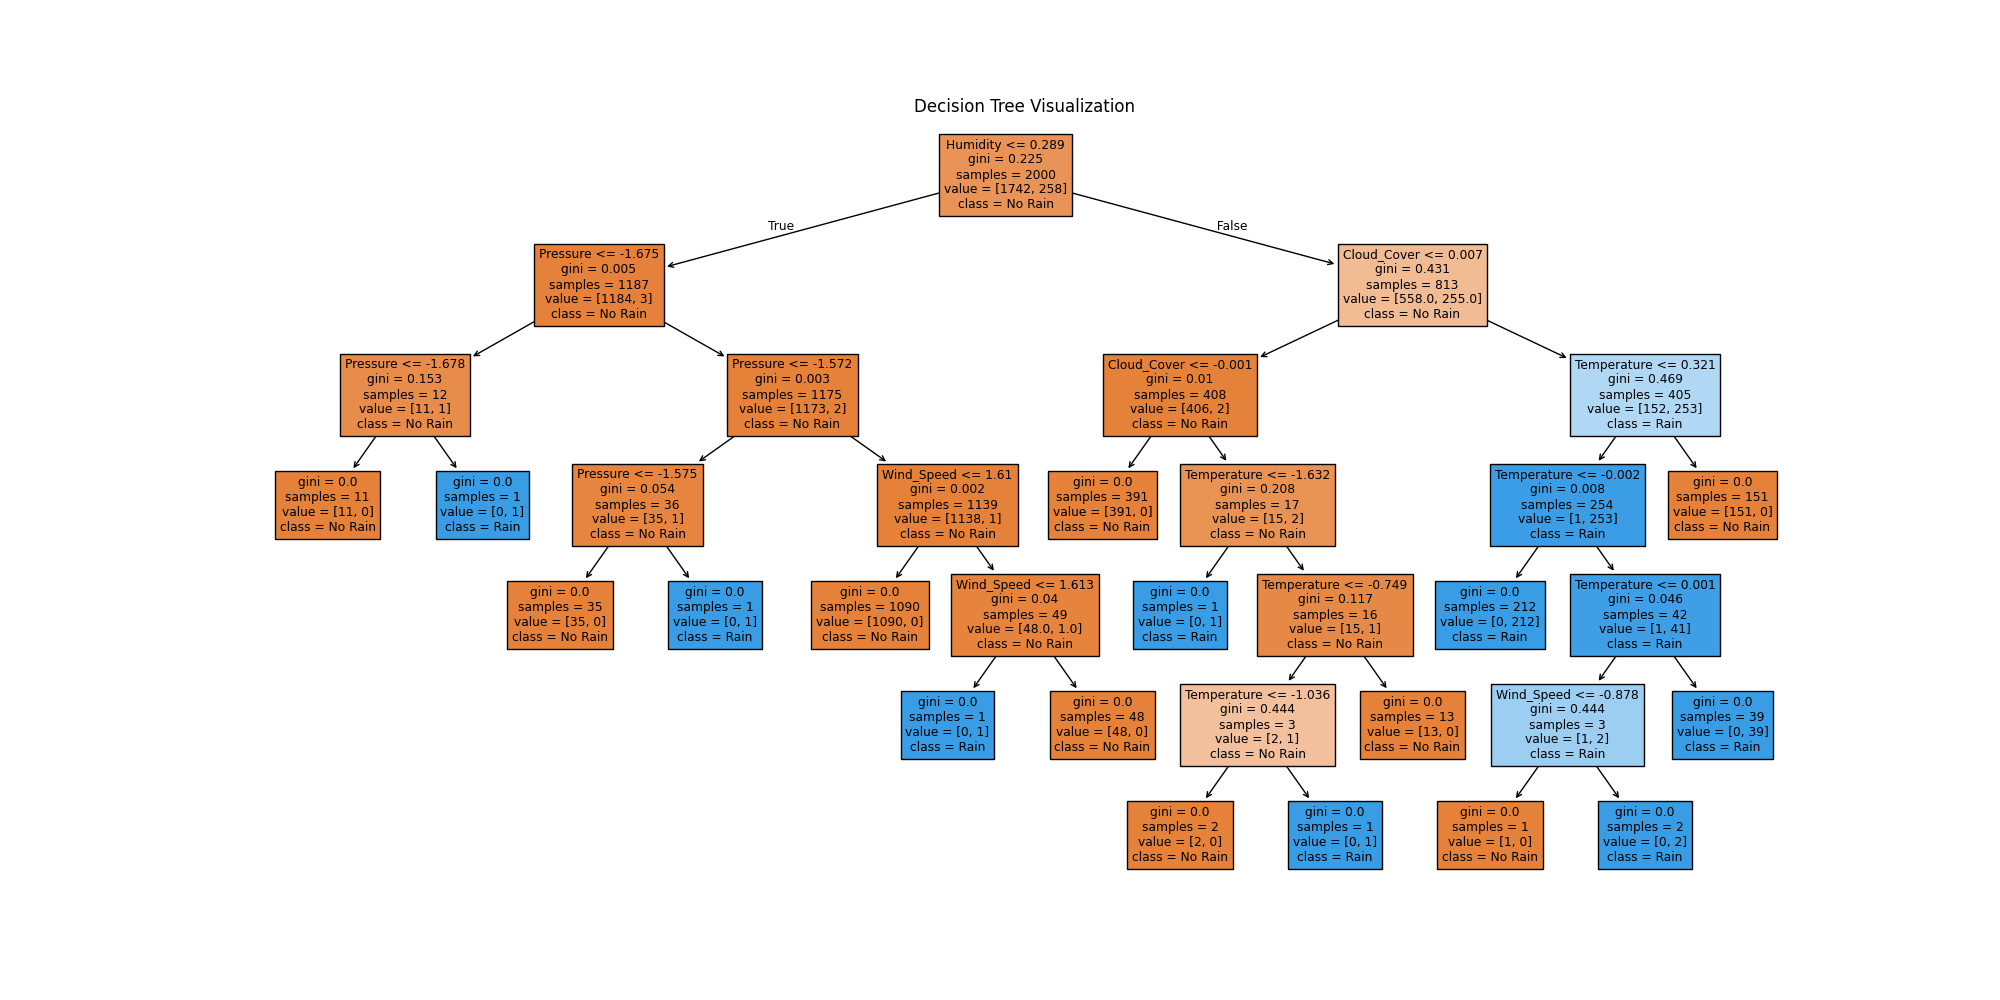 Decision Tree Visualization
Humidity <= 0.289
gini = 0.225
samples = 2000
value = [1742, 258]
class = No Rain
True
False
Pressure <= -1.675
gini = 0.005
samples = 1187
value = [1184, 3]
class = No Rain
Cloud_Cover <= 0.007
gini = 0.431
samples = 813
value = [558.0, 255.0]
class = No Rain
Pressure <= -1.678
gini = 0.153
samples = 12
value = [11, 1]
class = No Rain
Pressure <= -1.572
gini = 0.003
samples = 1175
value = [1173, 2]
class = No Rain
Cloud_Cover <= -0.001
gini = 0.01
samples = 408
value = [406, 2]
class = No Rain
Temperature <= 0.321
gini = 0.469
samples = 405
value = [152, 253]
class = Rain
gini = 0.0
samples = 11
value = [11, 0]
class = No Rain
gini = 0.0
samples = 1
value = [0, 1]
class = Rain
Pressure <= -1.575
gini = 0.054
samples = 36
value = [35, 1]
class = No Rain
Wind_Speed <= 1.61
gini = 0.002
samples = 1139
value = [1138, 1]
class = No Rain
gini = 0.0
samples = 391
value = [391, 0]
class = No Rain
Temperature <= -1.632
gini = 0.208
samples = 17
value = [15, 2]
class = No Rain
Temperature <= -0.002
gini = 0.008
samples = 254
value = [1, 253]
class = Rain
gini = 0.0
samples = 151
value = [151, 0]
class = No Rain
gini = 0.0
samples = 35
value = [35, 0]
class = No Rain
gini = 0.0
samples = 1
value = [0, 1]
class = Rain
gini = 0.0
samples = 1090
value = [1090, 0]
class = No Rain
Wind_Speed <= 1.613
gini = 0.04
samples = 49
value = [48.0, 1.0]
class = No Rain
gini = 0.0
samples = 1
value = [0, 1]
class = Rain
Temperature <= -0.749
gini = 0.117
samples = 16
value = [15, 1]
class = No Rain
gini = 0.0
samples = 212
value = [0, 212]
class = Rain
Temperature <= 0.001
gini = 0.046
samples = 42
value = [1, 41]
class = Rain
gini = 0.0
samples = 1
value = [0, 1]
class = Rain
gini = 0.0
samples = 48
value = [48, 0]
class = No Rain
Temperature <= -1.036
gini = 0.444
samples = 3
value = [2, 1]
class = No Rain
gini = 0.0
samples = 13
value = [13, 0]
class = No Rain
Wind_Speed <= -0.878
gini = 0.444
samples = 3
value = [1, 2]
class = Rain
gini = 0.0
samples = 39
value = [0, 39]
class = Rain
gini = 0.0
samples = 2
value = [2, 0]
class = No Rain
gini = 0.0
samples = 1
value = [0, 1]
class = Rain
gini = 0.0
samples = 1
value = [1, 0]
class = No Rain
gini = 0.0
samples = 2
value = [0, 2]
class = Rain